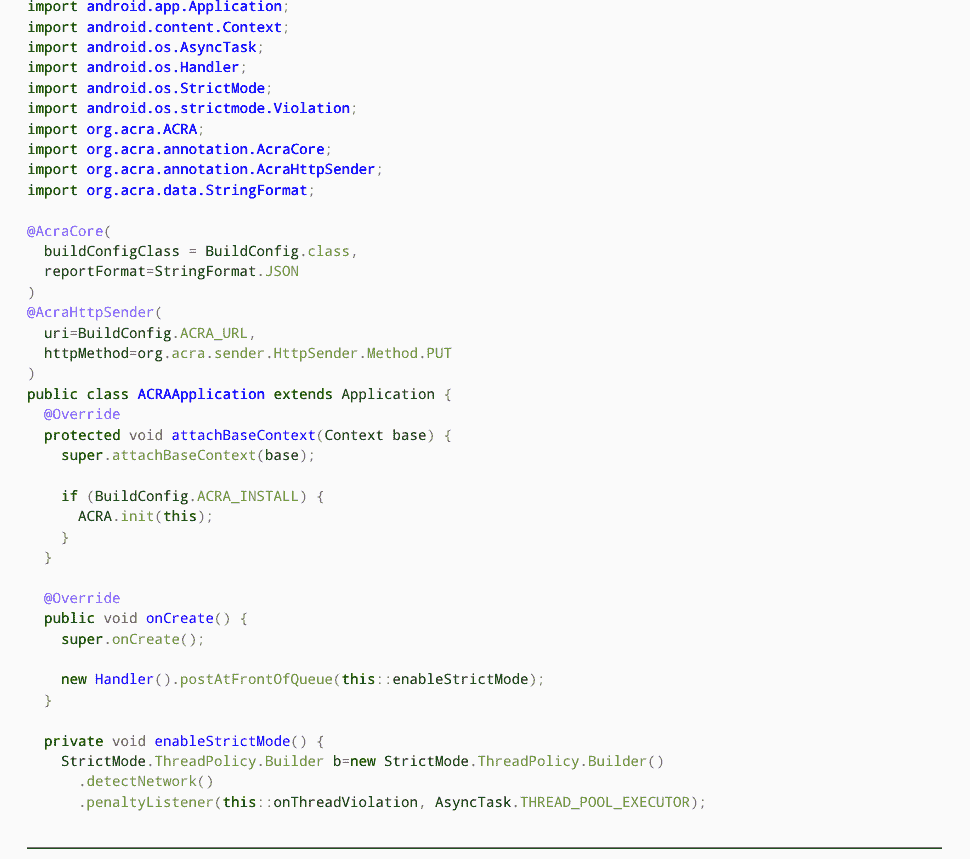 import android.app.Application;
import android.content.Context;
import android.os.AsyncTask;
import android.os.Handler;
import android.os.StrictMode;
import android.os.strictmode.Violation;
import org.acra.ACRA;
import org.acra.annotation.AcraCore;
import org.acra.annotation.AcraHttpSender;
import org.acra.data.StringFormat;

@AcraCore(
  buildConfigClass = BuildConfig.class,
  reportFormat=StringFormat.JSON
)
@AcraHttpSender(
  uri=BuildConfig.ACRA_URL,
  httpMethod=org.acra.sender.HttpSender.Method.PUT
)
public class ACRAApplication extends Application {
  @Override
  protected void attachBaseContext(Context base) {
    super.attachBaseContext(base);

    if (BuildConfig.ACRA_INSTALL) {
      ACRA.init(this);
    }
  }

  @Override
  public void onCreate() {
    super.onCreate();

    new Handler().postAtFrontOfQueue(this::enableStrictMode);
  }

  private void enableStrictMode() {
    StrictMode.ThreadPolicy.Builder b=new StrictMode.ThreadPolicy.Builder()
      .detectNetwork()
      .penaltyListener(this::onThreadViolation, AsyncTask.THREAD_POOL_EXECUTOR);